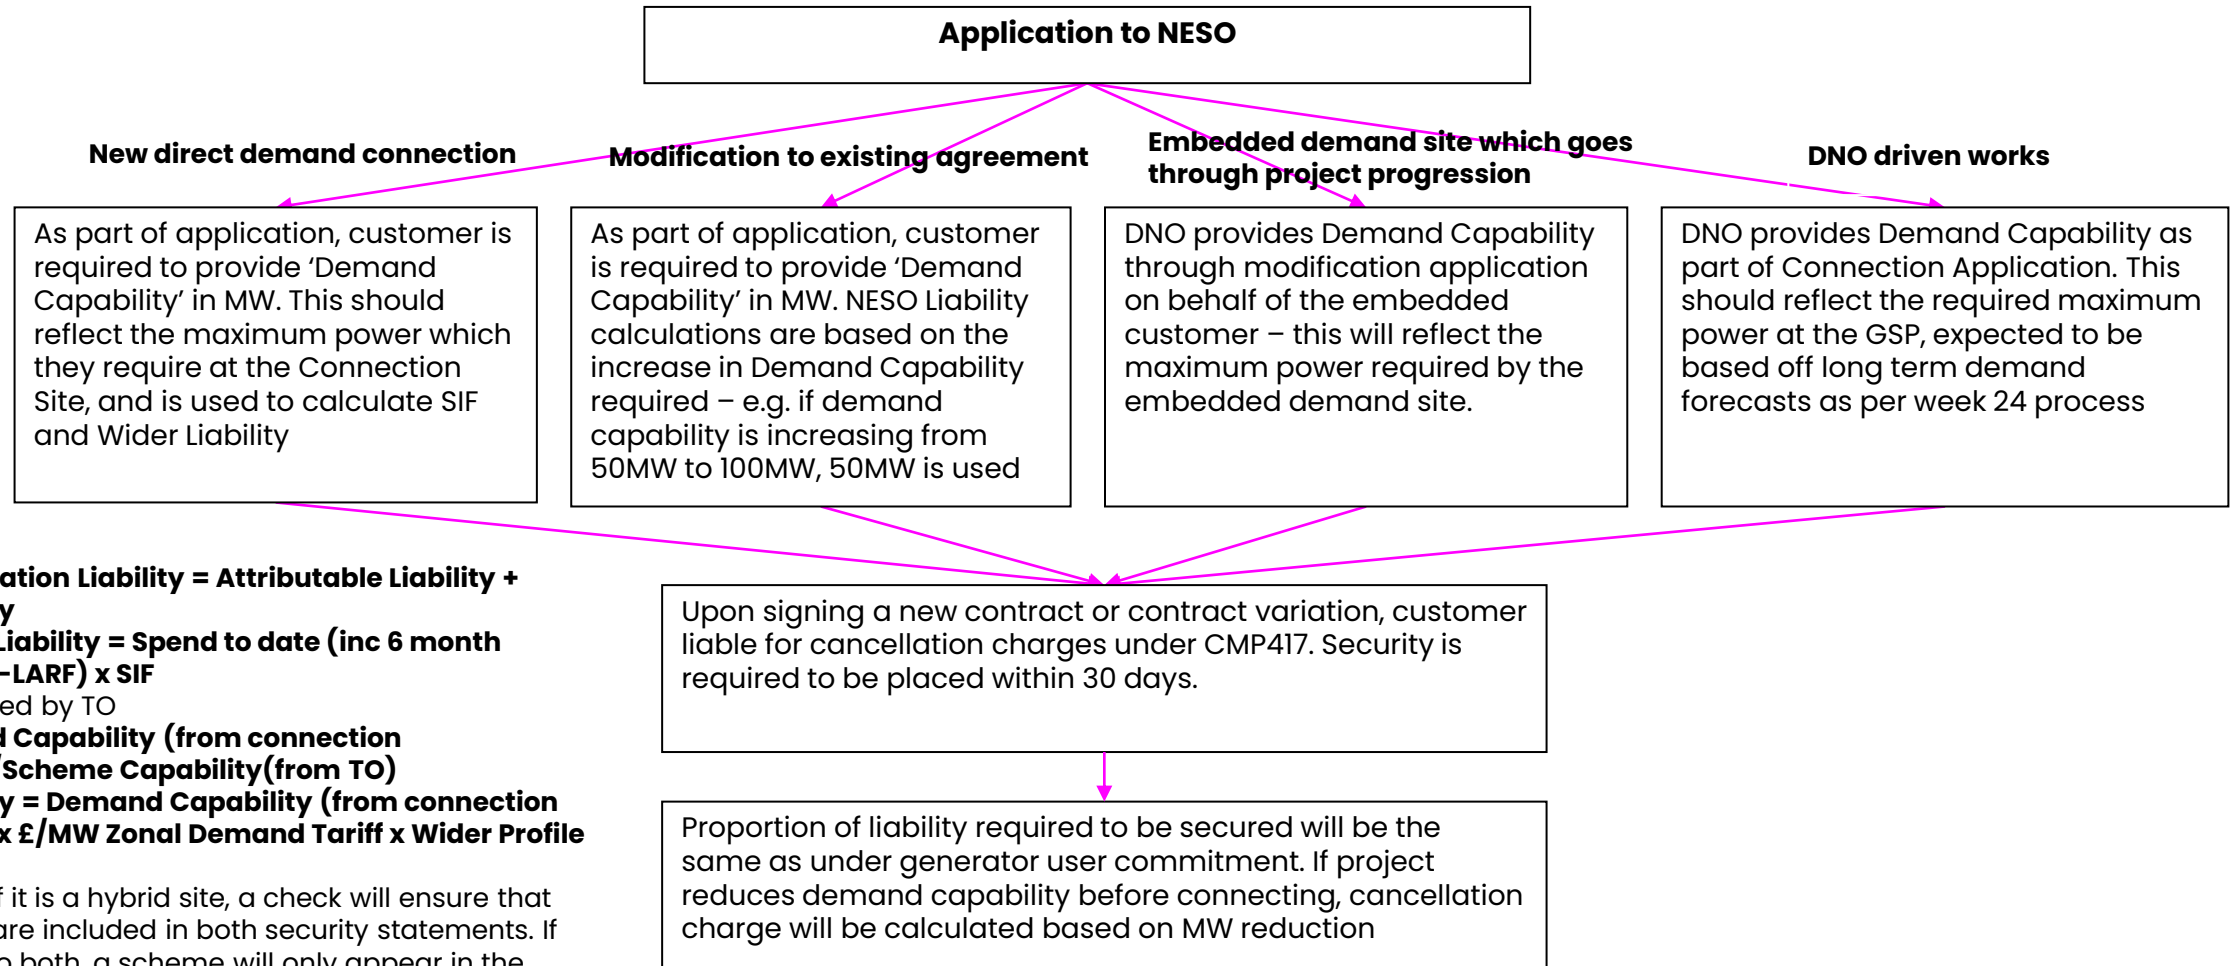 Application to NESO
New direct demand connection
Modification to existing agreement
Embedded demand site which goes
through project progression
DNO driven works
As part of application, customer is
required to provide ‘Demand
Capability’ in MW. This should
reflect the maximum power which
they require at the Connection
Site, and is used to calculate SIF
and Wider Liability
As part of application, customer
is required to provide ‘Demand
Capability’ in MW. NESO Liability
calculations are based on the
increase in Demand Capability
required – e.g. if demand
capability is increasing from
50MW to 100MW, 50MW is used
DNO provides Demand Capability
through modification application
on behalf of the embedded
customer – this will reflect the
maximum power required by the
embedded demand site.
DNO provides Demand Capability as
part of Connection Application. This
should reflect the required maximum
power at the GSP, expected to be
based off long term demand
forecasts as per week 24 process
ation Liability = Attributable Liability +
y
Liability = Spend to date (inc 6 month
-LARF) x SIF
ed by TO
d Capability (from connection
/Scheme Capability(from TO)
y = Demand Capability (from connection
x £/MW Zonal Demand Tariff x Wider Profile
f it is a hybrid site, a check will ensure that
are included in both security statements. If
o both, a scheme will only appear in the
Upon signing a new contract or contract variation, customer
liable for cancellation charges under CMP417. Security is
required to be placed within 30 days.
Proportion of liability required to be secured will be the
same as under generator user commitment. If project
reduces demand capability before connecting, cancellation
charge will be calculated based on MW reduction